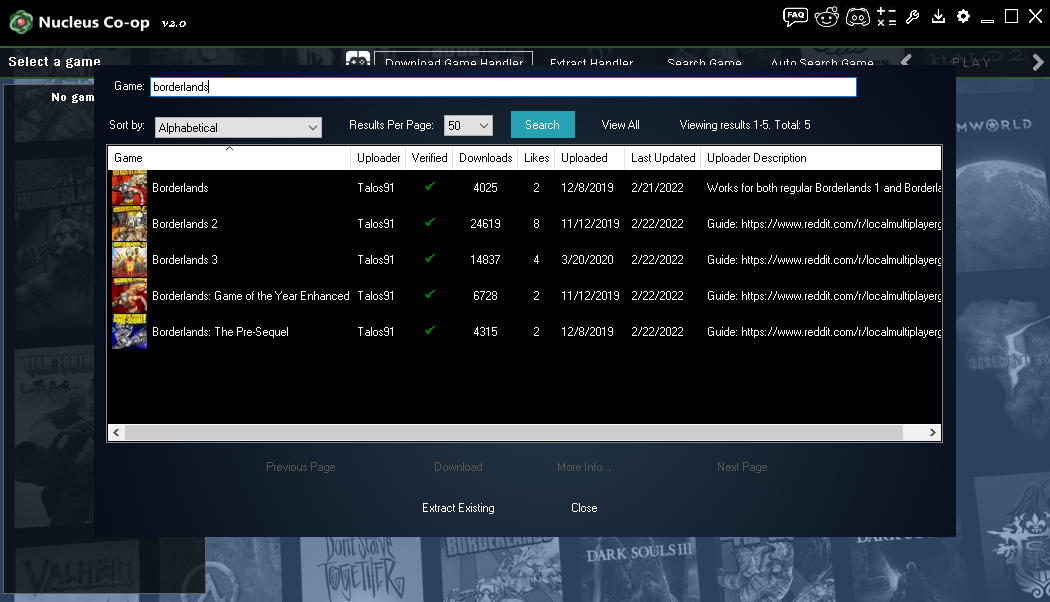 Nucleus Co-op v2.0
FAQ
Select a game
Download Game Handler Extract Handler Search Game Auto Search Game PLAY
No gam
Game: borderlands
Sort by: Alphabetical Results Per Page: 50 Search View All Viewing results 1-5. Total: 5
Game Uploader Verified Downloads Likes Uploaded Last Updated Uploader Description
Borderlands Talos91 4025 2 12/8/2019 2/21/2022 Works for both regular Borderlands 1 and Borderla
Borderlands 2 Talos91 24619 8 11/12/2019 2/22/2022 Guide: https://www.reddit.com/r/localmultiplayerg
Borderlands 3 Talos91 14837 4 3/20/2020 2/22/2022 Guide: https://www.reddit.com/r/localmultiplayerg
Borderlands: Game of the Year Enhanced Talos91 6728 2 11/12/2019 2/22/2022 Guide: https://www.reddit.com/r/localmultiplayerg
Borderlands: The Pre-Sequel Talos91 4315 2 12/8/2019 2/22/2022 Guide: https://www.reddit.com/r/localmultiplayerg
Previous Page Download More Info... Next Page
Extract Existing Close
MWORLD
RESIDENT EV
TEAM FORTR
VALHEIM
Don't Starve
TOGETHER
BORDERLANDS
DARK SOULS III